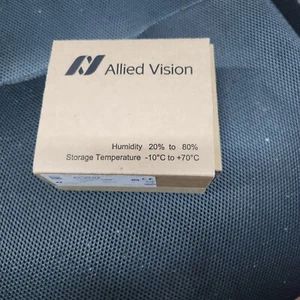 Allied Vision
Humidity 20% to 80%
Storage Temperature -10°C to +70°C